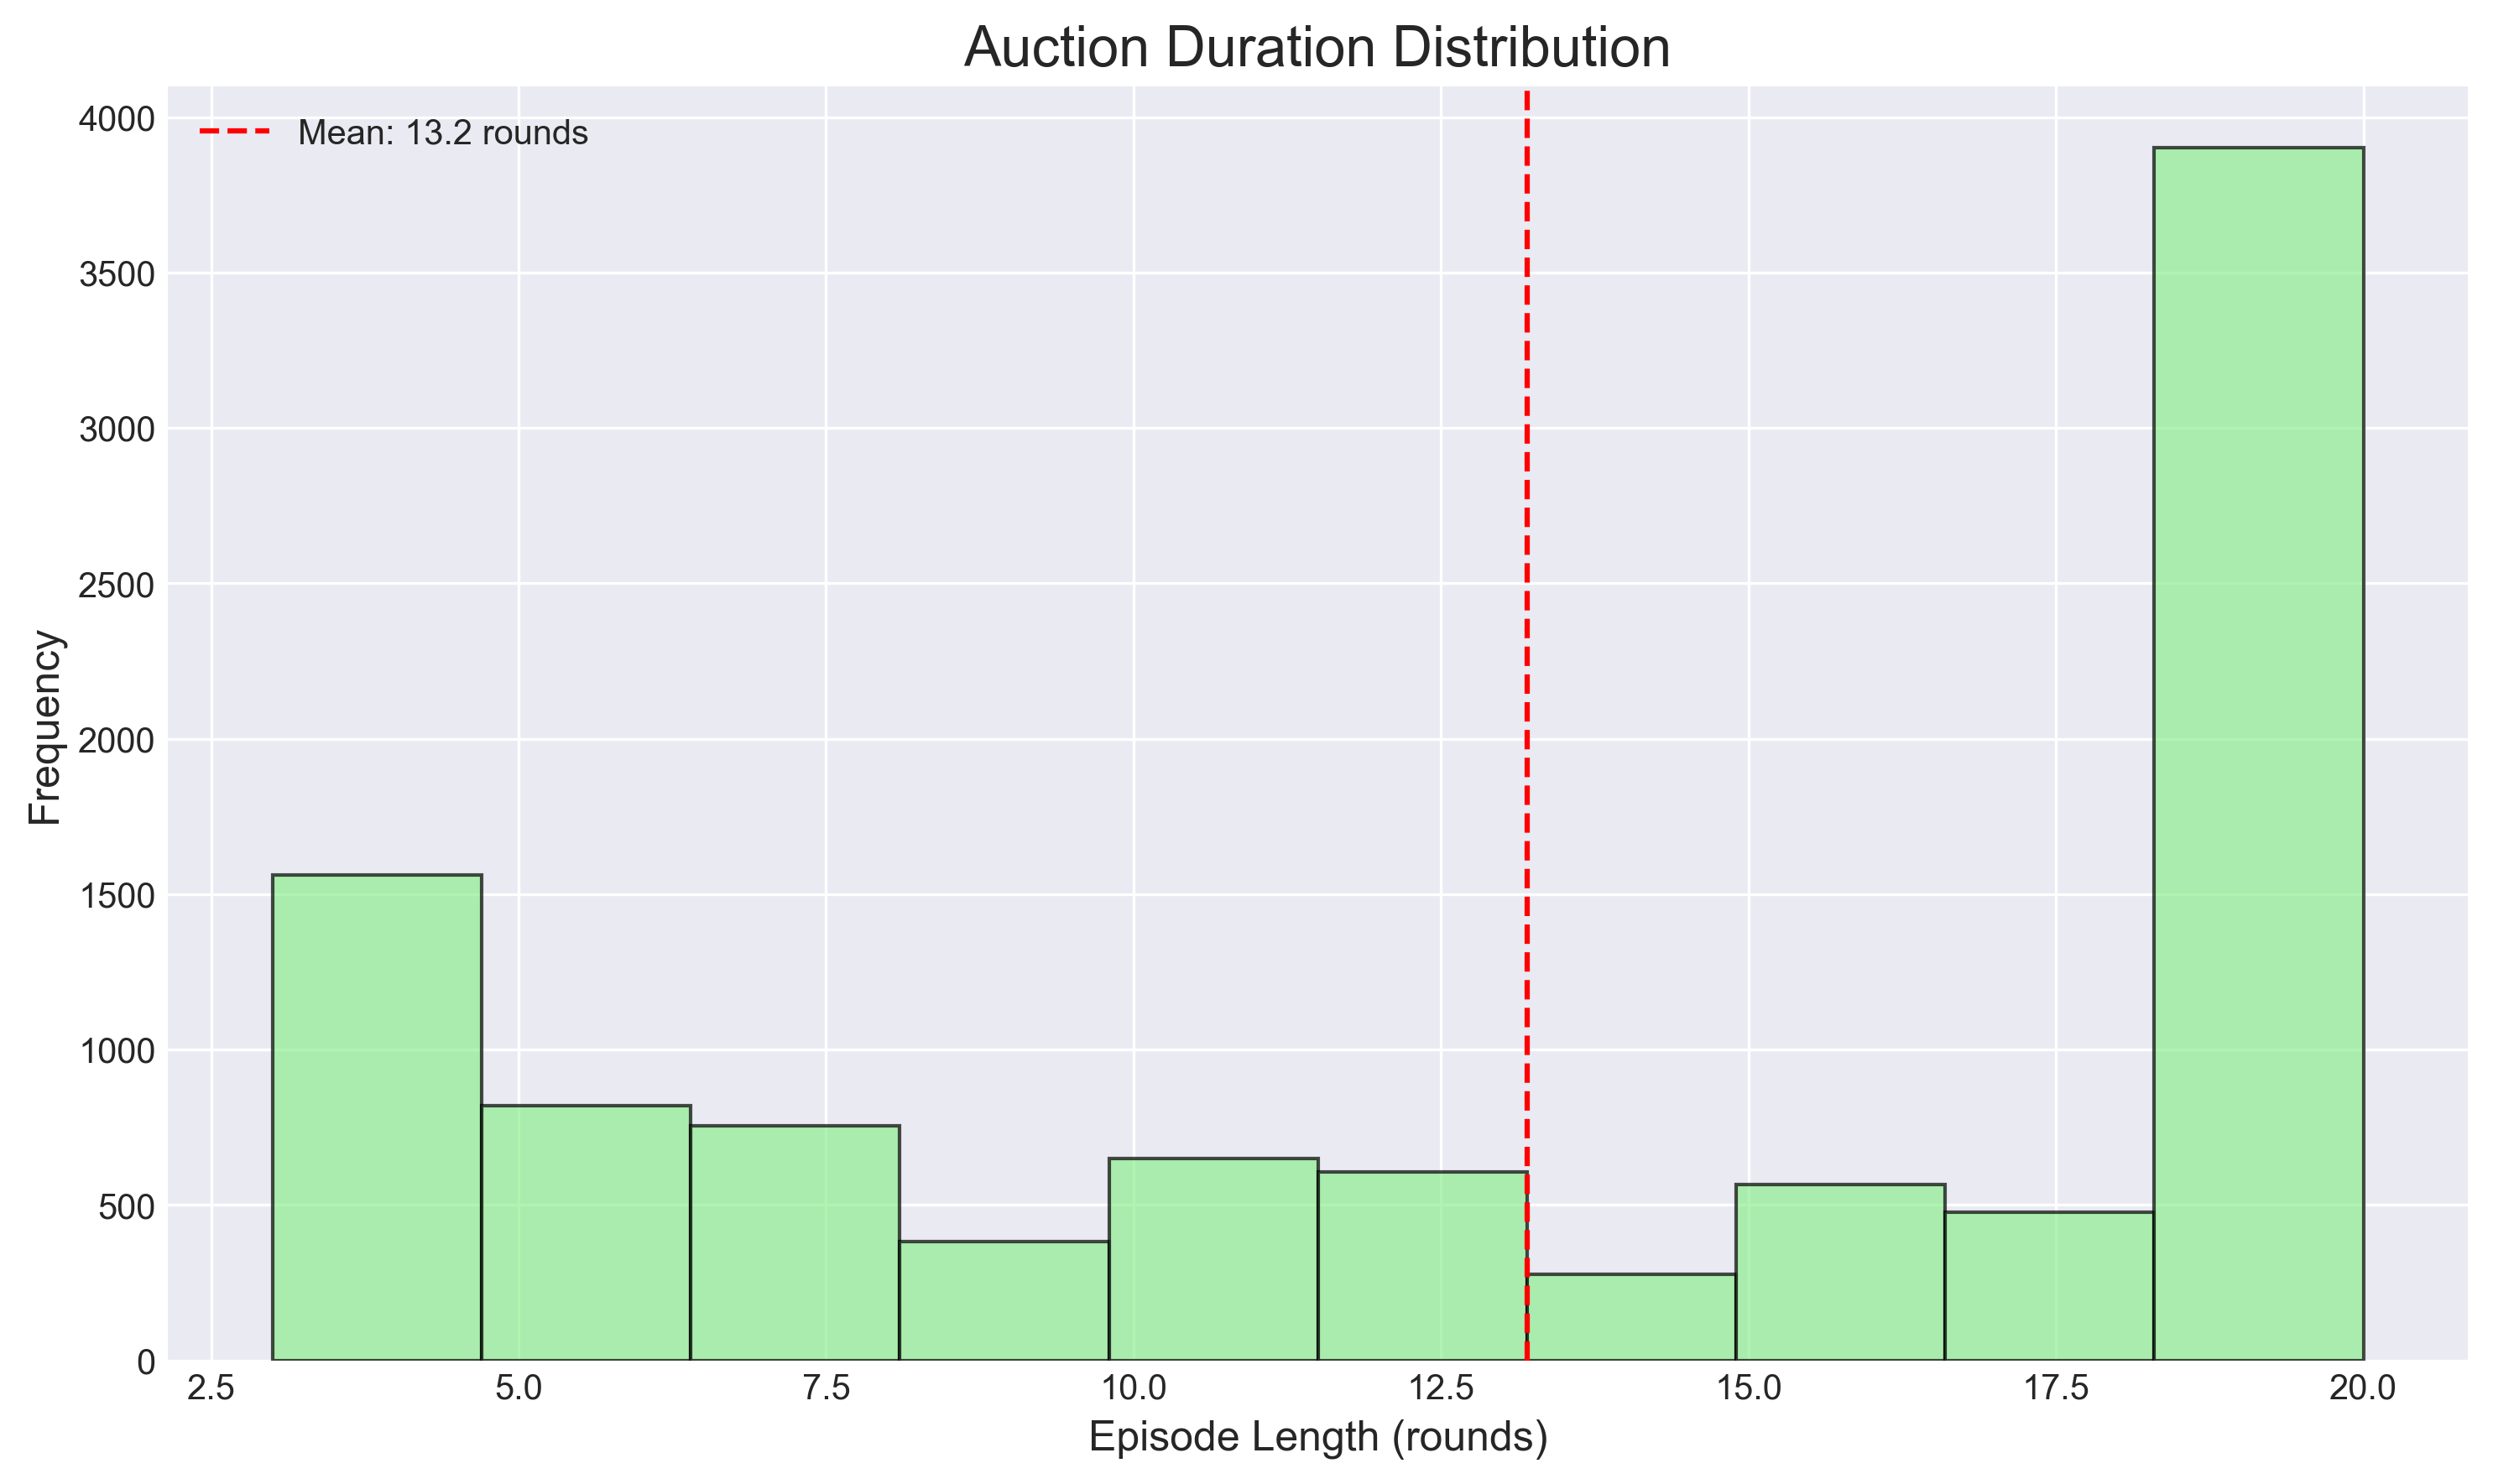 Auction Duration Distribution
Mean: 13.2 rounds
4000
3500
3000
2500
2000
1500
1000
500
0
Frequency
2.5 5.0 7.5 10.0 12.5 15.0 17.5 20.0
Episode Length (rounds)